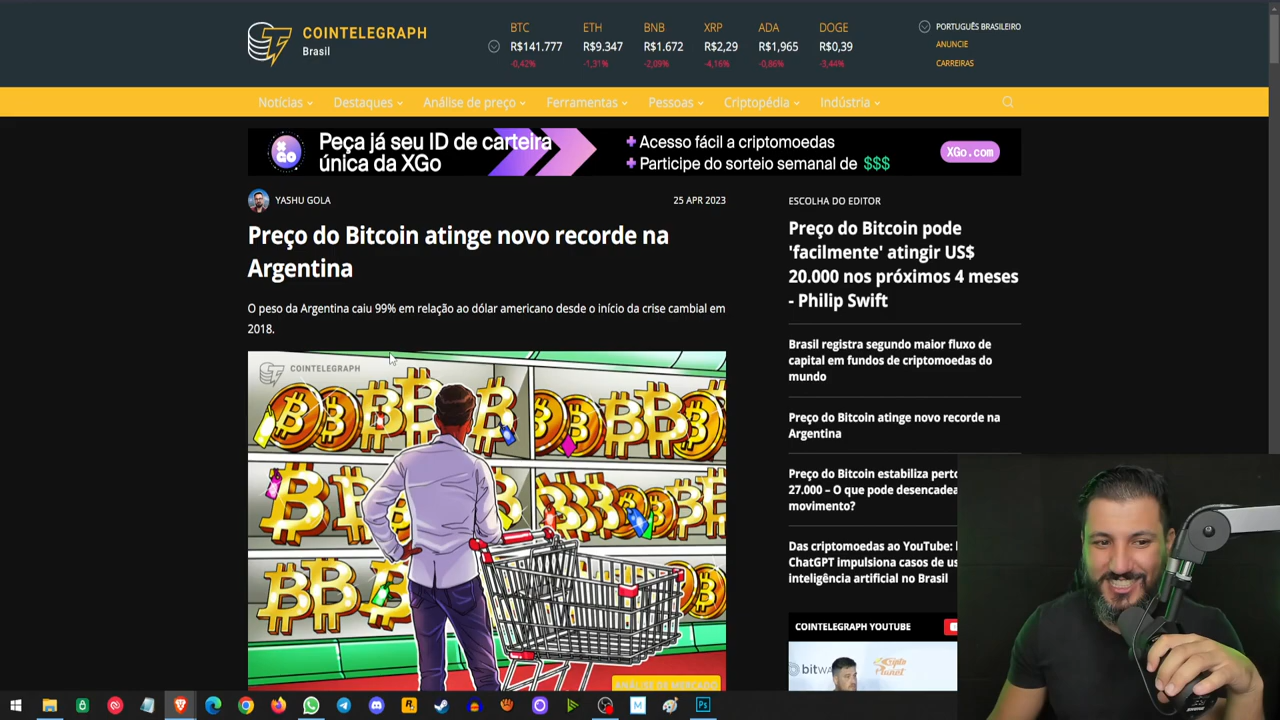 COINTELEGRAPH
Brasil
BTC ETH BNB XRP ADA DOGE
R$141.777 R$9.347 R$1.672 R$2,29 R$1,965 R$0,39
-0,42% -1,31% -2,09% -4,16% -0,86% -3,44%
PORTUGUÊS BRASILEIRO
ANUNCIE
CARREIRAS
Notícias Destaques Análise de preço Ferramentas Pessoas Criptopédia Indústria
X
GO
Peça já seu ID de carteira
única da XGo
+ Acesso fácil a criptomoedas
+ Participe do sorteio semanal de $$$
XGo.com
YASHU GOLA
25 APR 2023
Preço do Bitcoin atinge novo recorde na
Argentina
O peso da Argentina caiu 99% em relação ao dólar americano desde o início da crise cambial em
2018.
COINTELEGRAPH
ANÁLISE DE MERCADO
ESCOLHA DO EDITOR
Preço do Bitcoin pode
'facilmente' atingir US$
20.000 nos próximos 4 meses
- Philip Swift
Brasil registra segundo maior fluxo de
capital em fundos de criptomoedas do
mundo
Preço do Bitcoin atinge novo recorde na
Argentina
Preço do Bitcoin estabiliza perto
27.000 – O que pode desencadea
movimento?
Das criptomoedas ao YouTube:
ChatGPT impulsiona casos de us
inteligência artificial no Brasil
COINTELEGRAPH YOUTUBE
bitw
Cripto
Planet